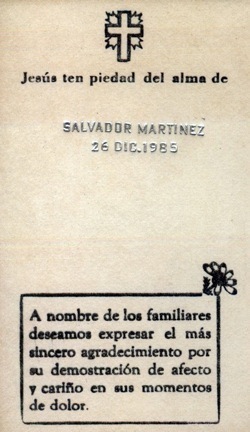 Jesús ten piedad del alma de
SALVADOR MARTINEZ
26 DIC.1985
A nombre de los familiares
deseamos expresar el más
sincero agradecimiento por
su demostración de afecto
y cariño en sus momentos
de dolor.